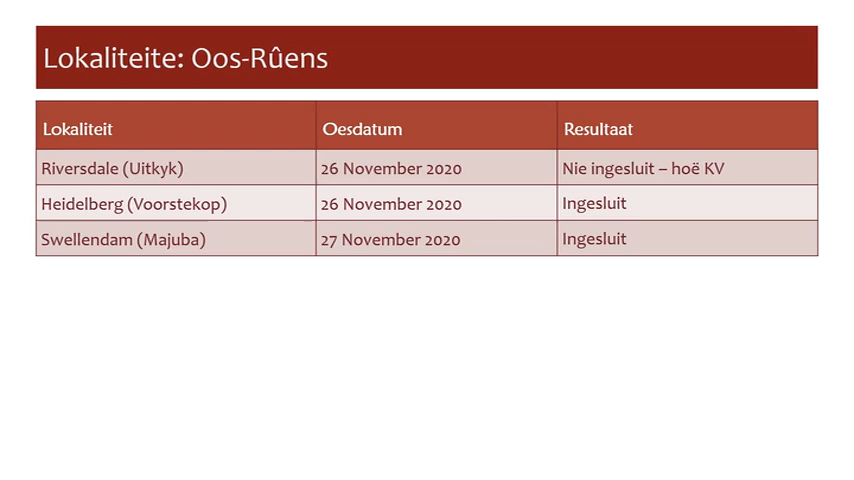 Lokaliteite: Oos-Rûens
Lokaliteit Oesdatum Resultaat
Riversdale (Uitkyk) 26 November 2020 Nie ingesluit – hoë KV
Heidelberg (Voorstekop) 26 November 2020 Ingesluit
Swellendam (Majuba) 27 November 2020 Ingesluit